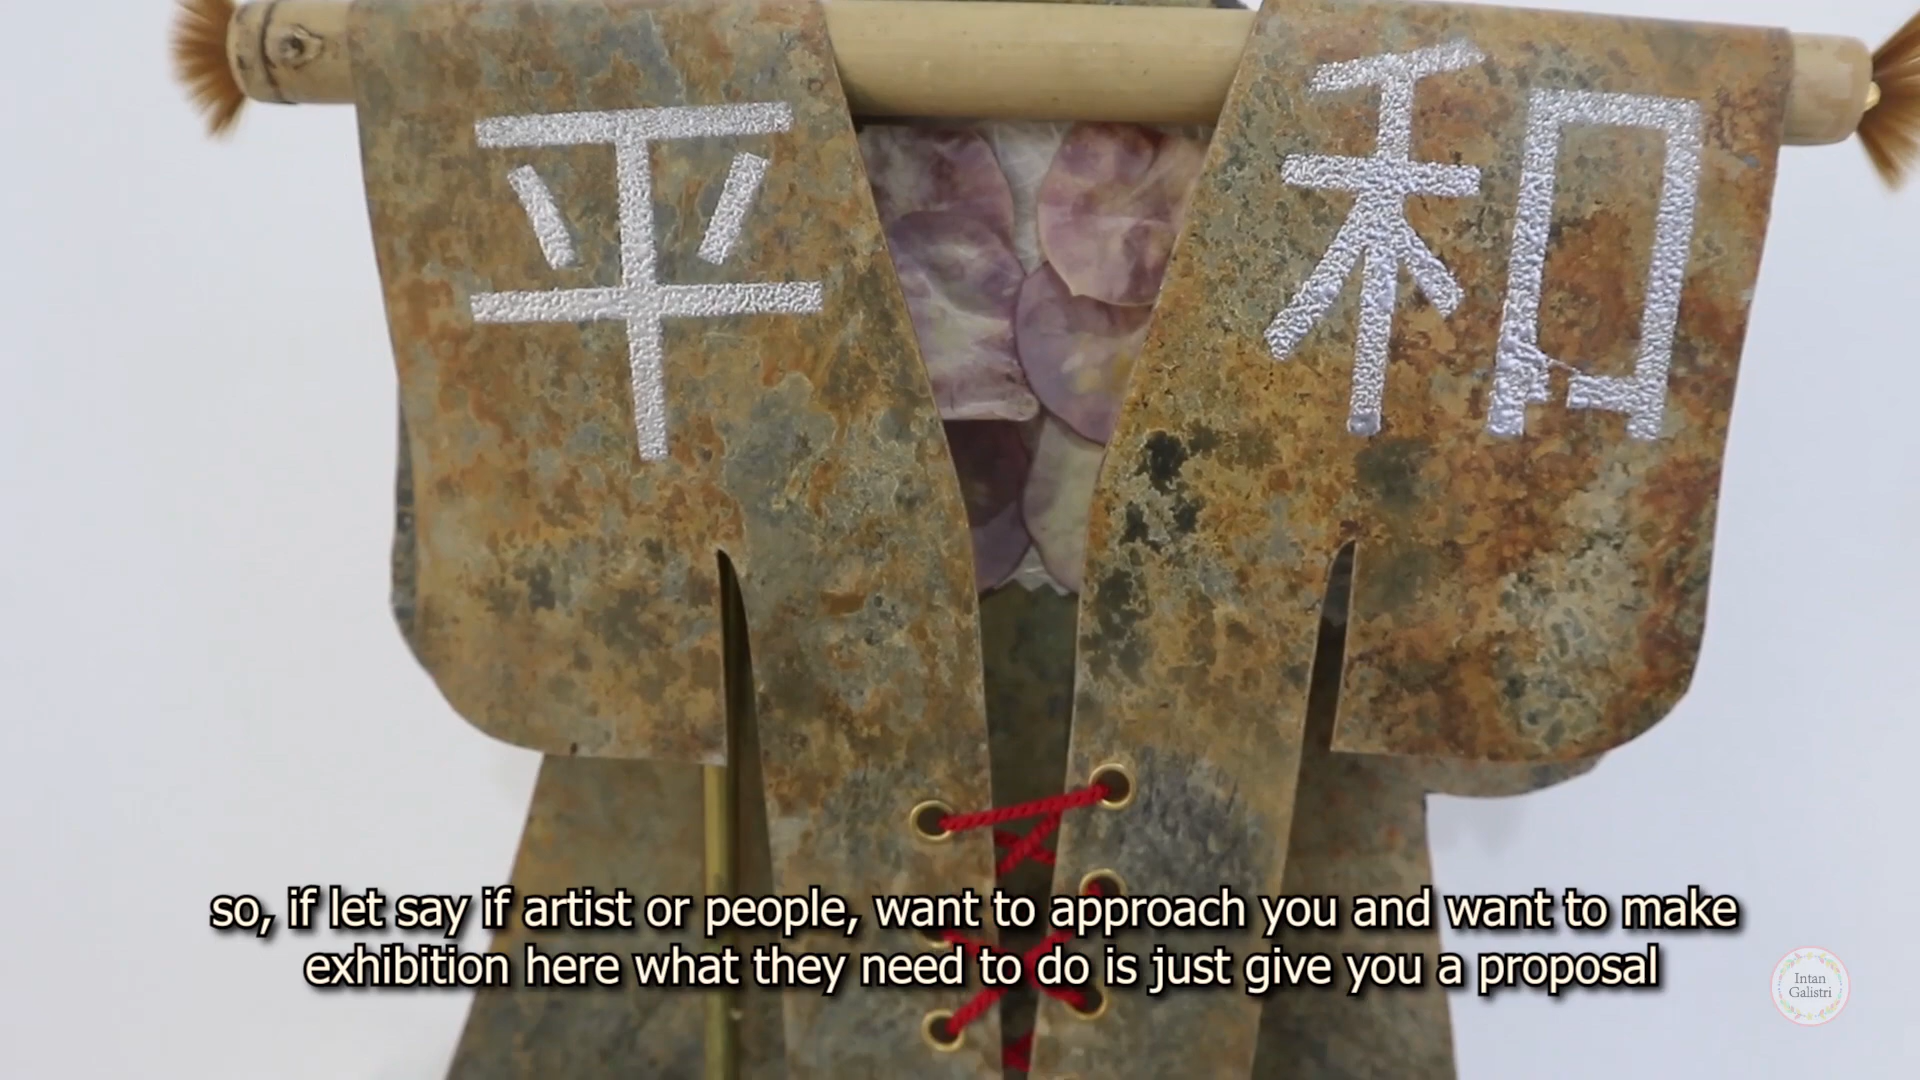 平 和
so, if let say if artist or people, want to approach you and want to make
exhibition here what they need to do is just give you a proposal
Intan
Galistri